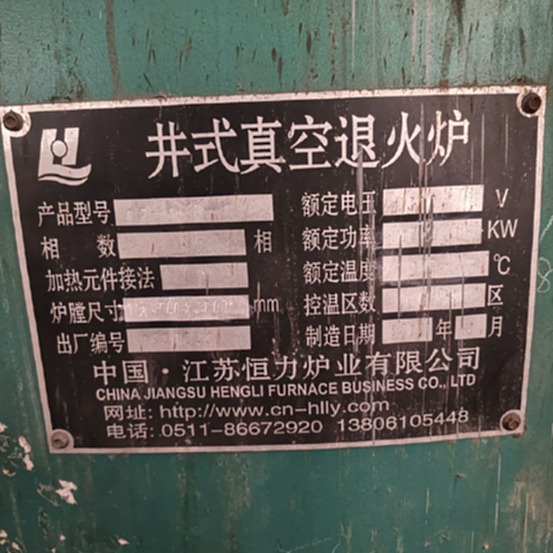 井式真空退火炉
产品型号
额定电压 V
相 数 相
额定功率 KW
加热元件接法
额定温度 ℃
炉膛尺寸 mm
控温区数 区
出厂编号
制造日期 年 月
中国·江苏恒力炉业有限公司
CHINA JIANGSU HENGLI FURNACE BUSINESS CO., LTD
网址: http://www.cn-hlly.com
电话: 0511-86672920 13806105448